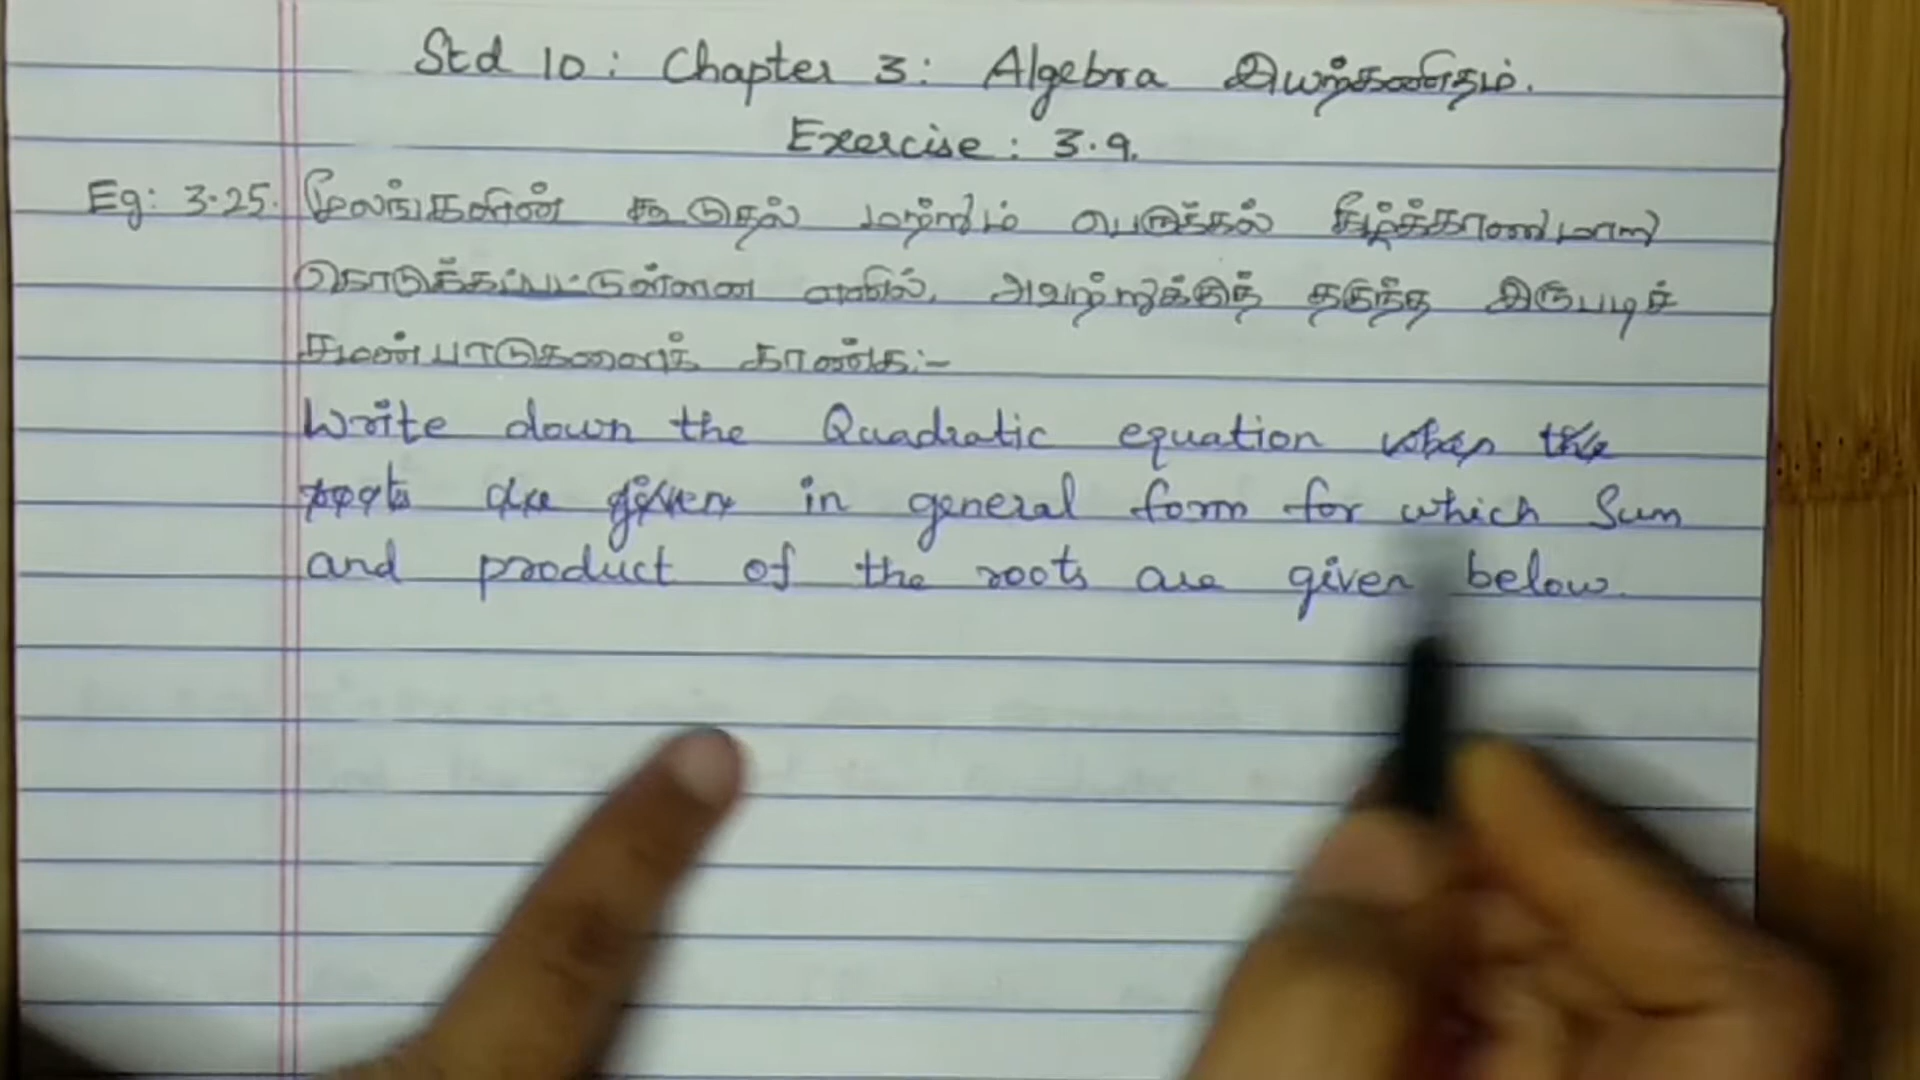 Std 10 : Chapter 3 : Algebra இயற்கணிதம்.
Exercise : 3.9.
Eg: 3.25. மூலங்களின் கூடுதல் மற்றும் பெருக்கல் கீழ்க்காணுமாறு
கொடுக்கப்பட்டுள்ளன எனில், அவற்றுக்குத் தகுந்த இருபடிச்
சமன்பாடுகளைக் காண்க:-
Write down the Quadratic equation when the
roots are given in general form for which Sum
and product of the roots are given below.